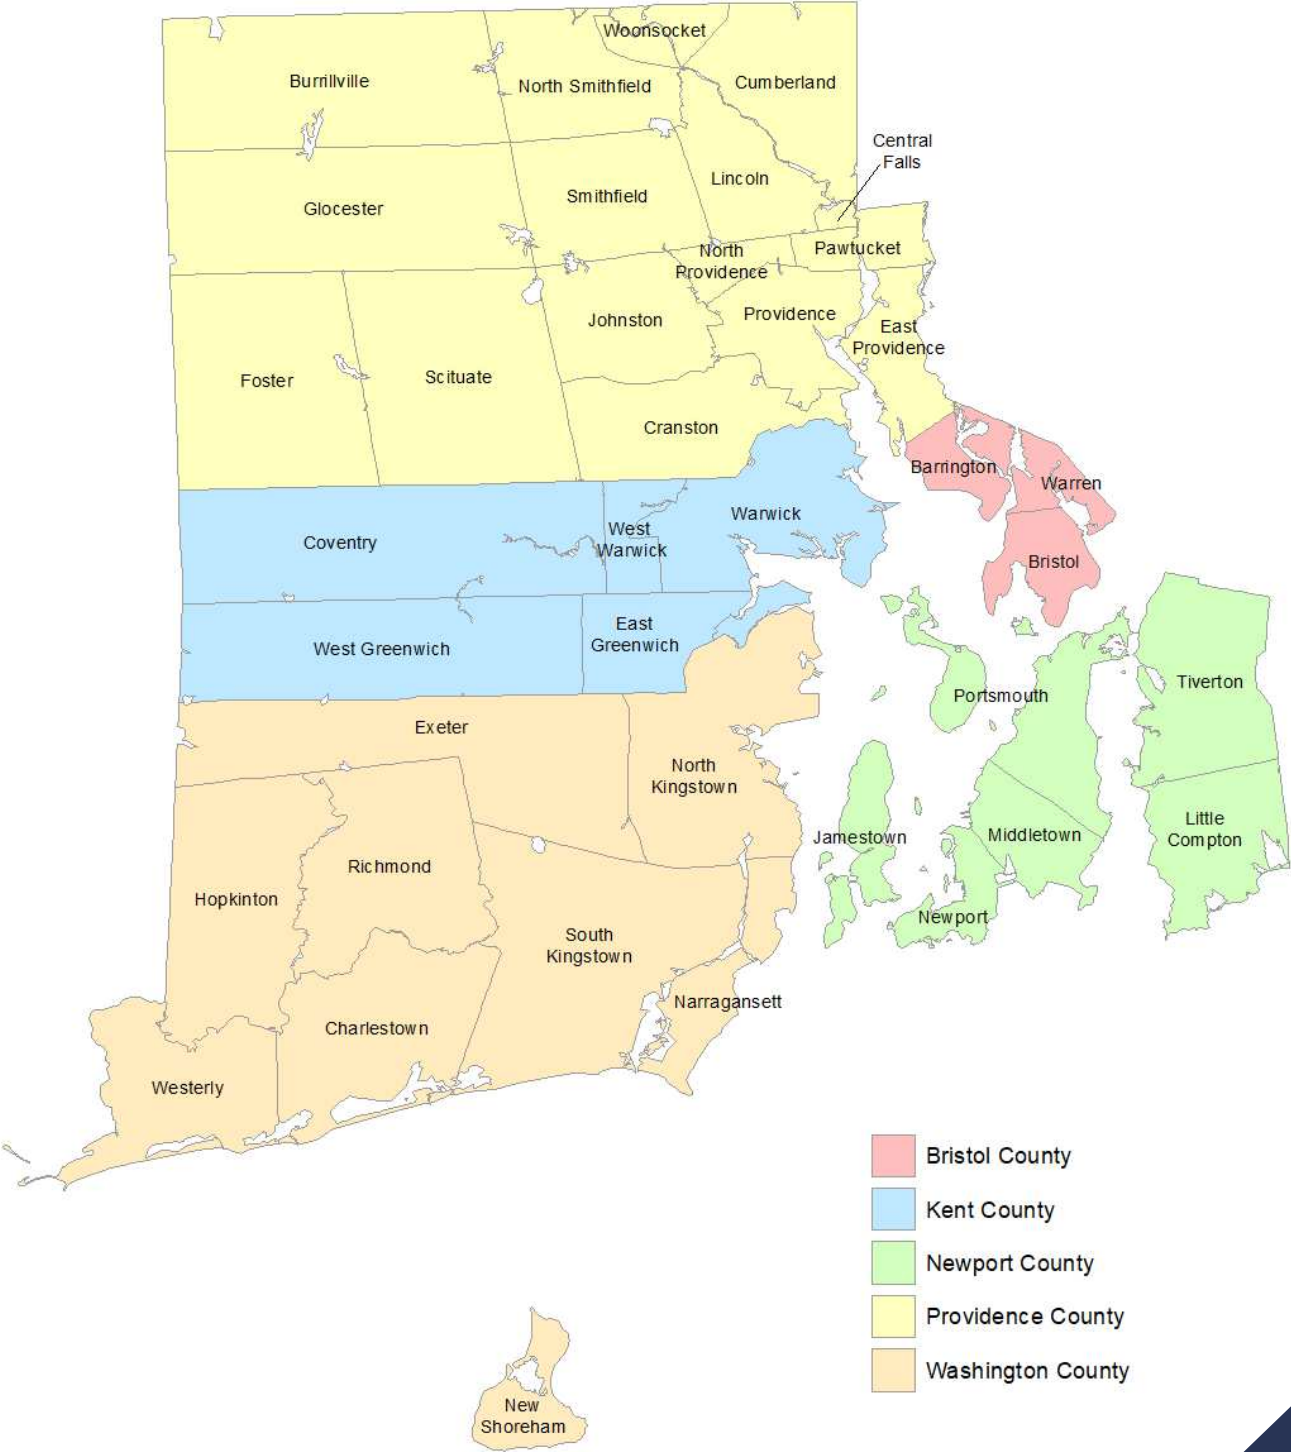 Woonsocket
Burrillville
North Smithfield
Cumberland
Central
Falls
Lincoln
Smithfield
Glocester
North
Providence
Pawtucket
Providence
Johnston
East
Providence
Foster
Scituate
Cranston
Barrington
Warren
Bristol
Coventry
West
Warwick
Warwick
West Greenwich
East
Greenwich
Portsmouth
Tiverton
Exeter
North
Kingstown
Jamestown
Middletown
Little
Compton
Richmond
Hopkinton
Newport
South
Kingstown
Narragansett
Charlestown
Westerly
Bristol County
Kent County
Newport County
Providence County
Washington County
New
Shoreham